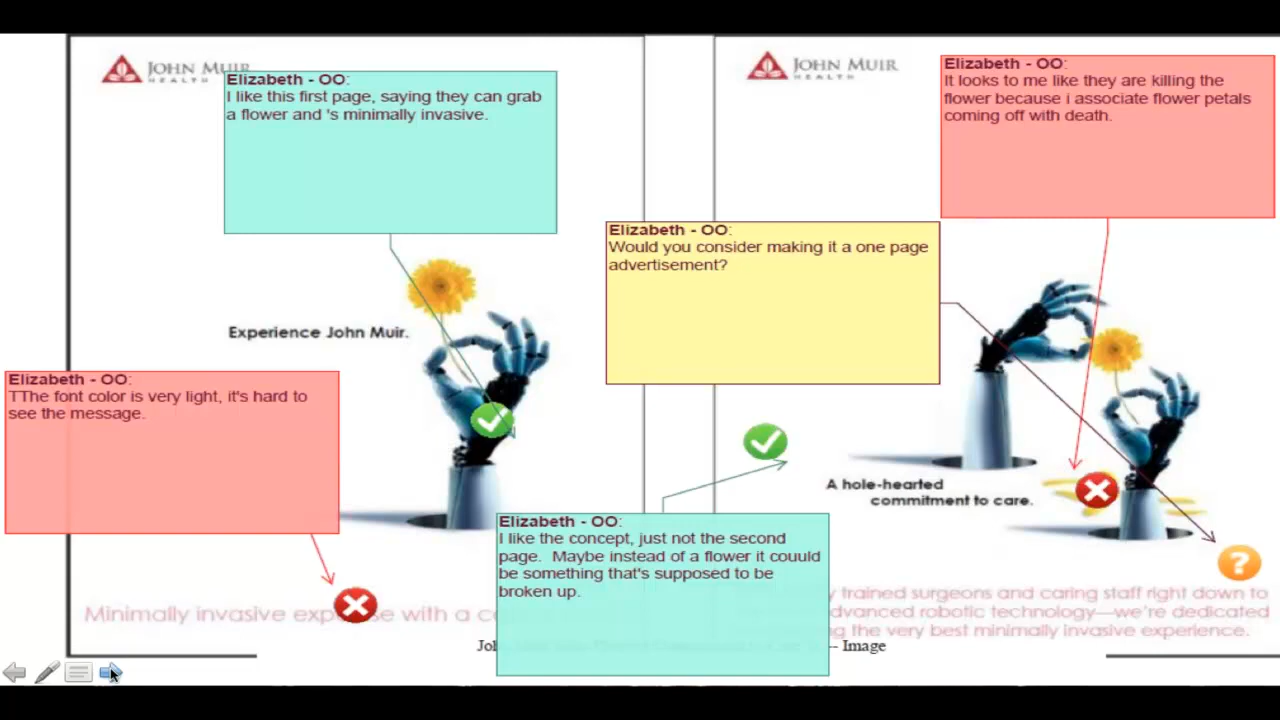 JOHN MUIR
HEALTH
Elizabeth - OO:
I like this first page, saying they can grab
a flower and 's minimally invasive.
Experience John Muir.
Elizabeth - OO:
TThe font color is very light, it's hard to
see the message.
Minimally invasive with a
JOHN MUIR
HEALTH
Elizabeth - OO:
It looks to me like they are killing the
flower because i associate flower petals
coming off with death.
Elizabeth - OO:
Would you consider making it a one page
advertisement?
A hole-hearted
commitment to care.
Elizabeth - OO:
I like the concept, just not the second
page. Maybe instead of a flower it couuld
be something that's supposed to be
broken up.
trained surgeons and caring staff right down to
advanced robotic technology—we're dedicated
the very best minimally invasive experience.
-- Image